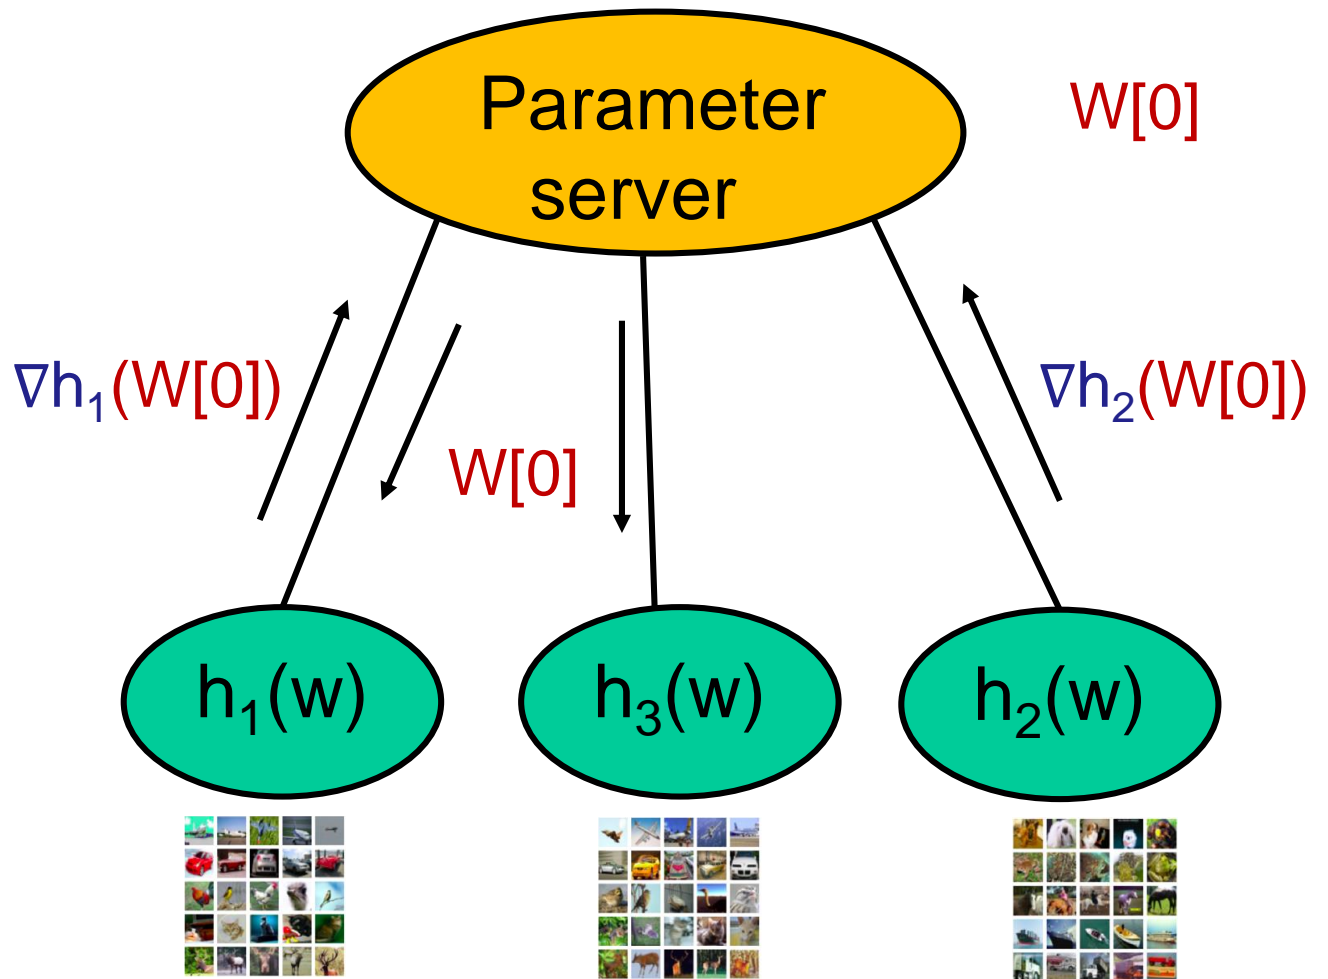 Parameter
server
W[0]
∇h₁(W[0])
W[0]
∇h₂(W[0])
h₁(w)
h₃(w)
h₂(w)